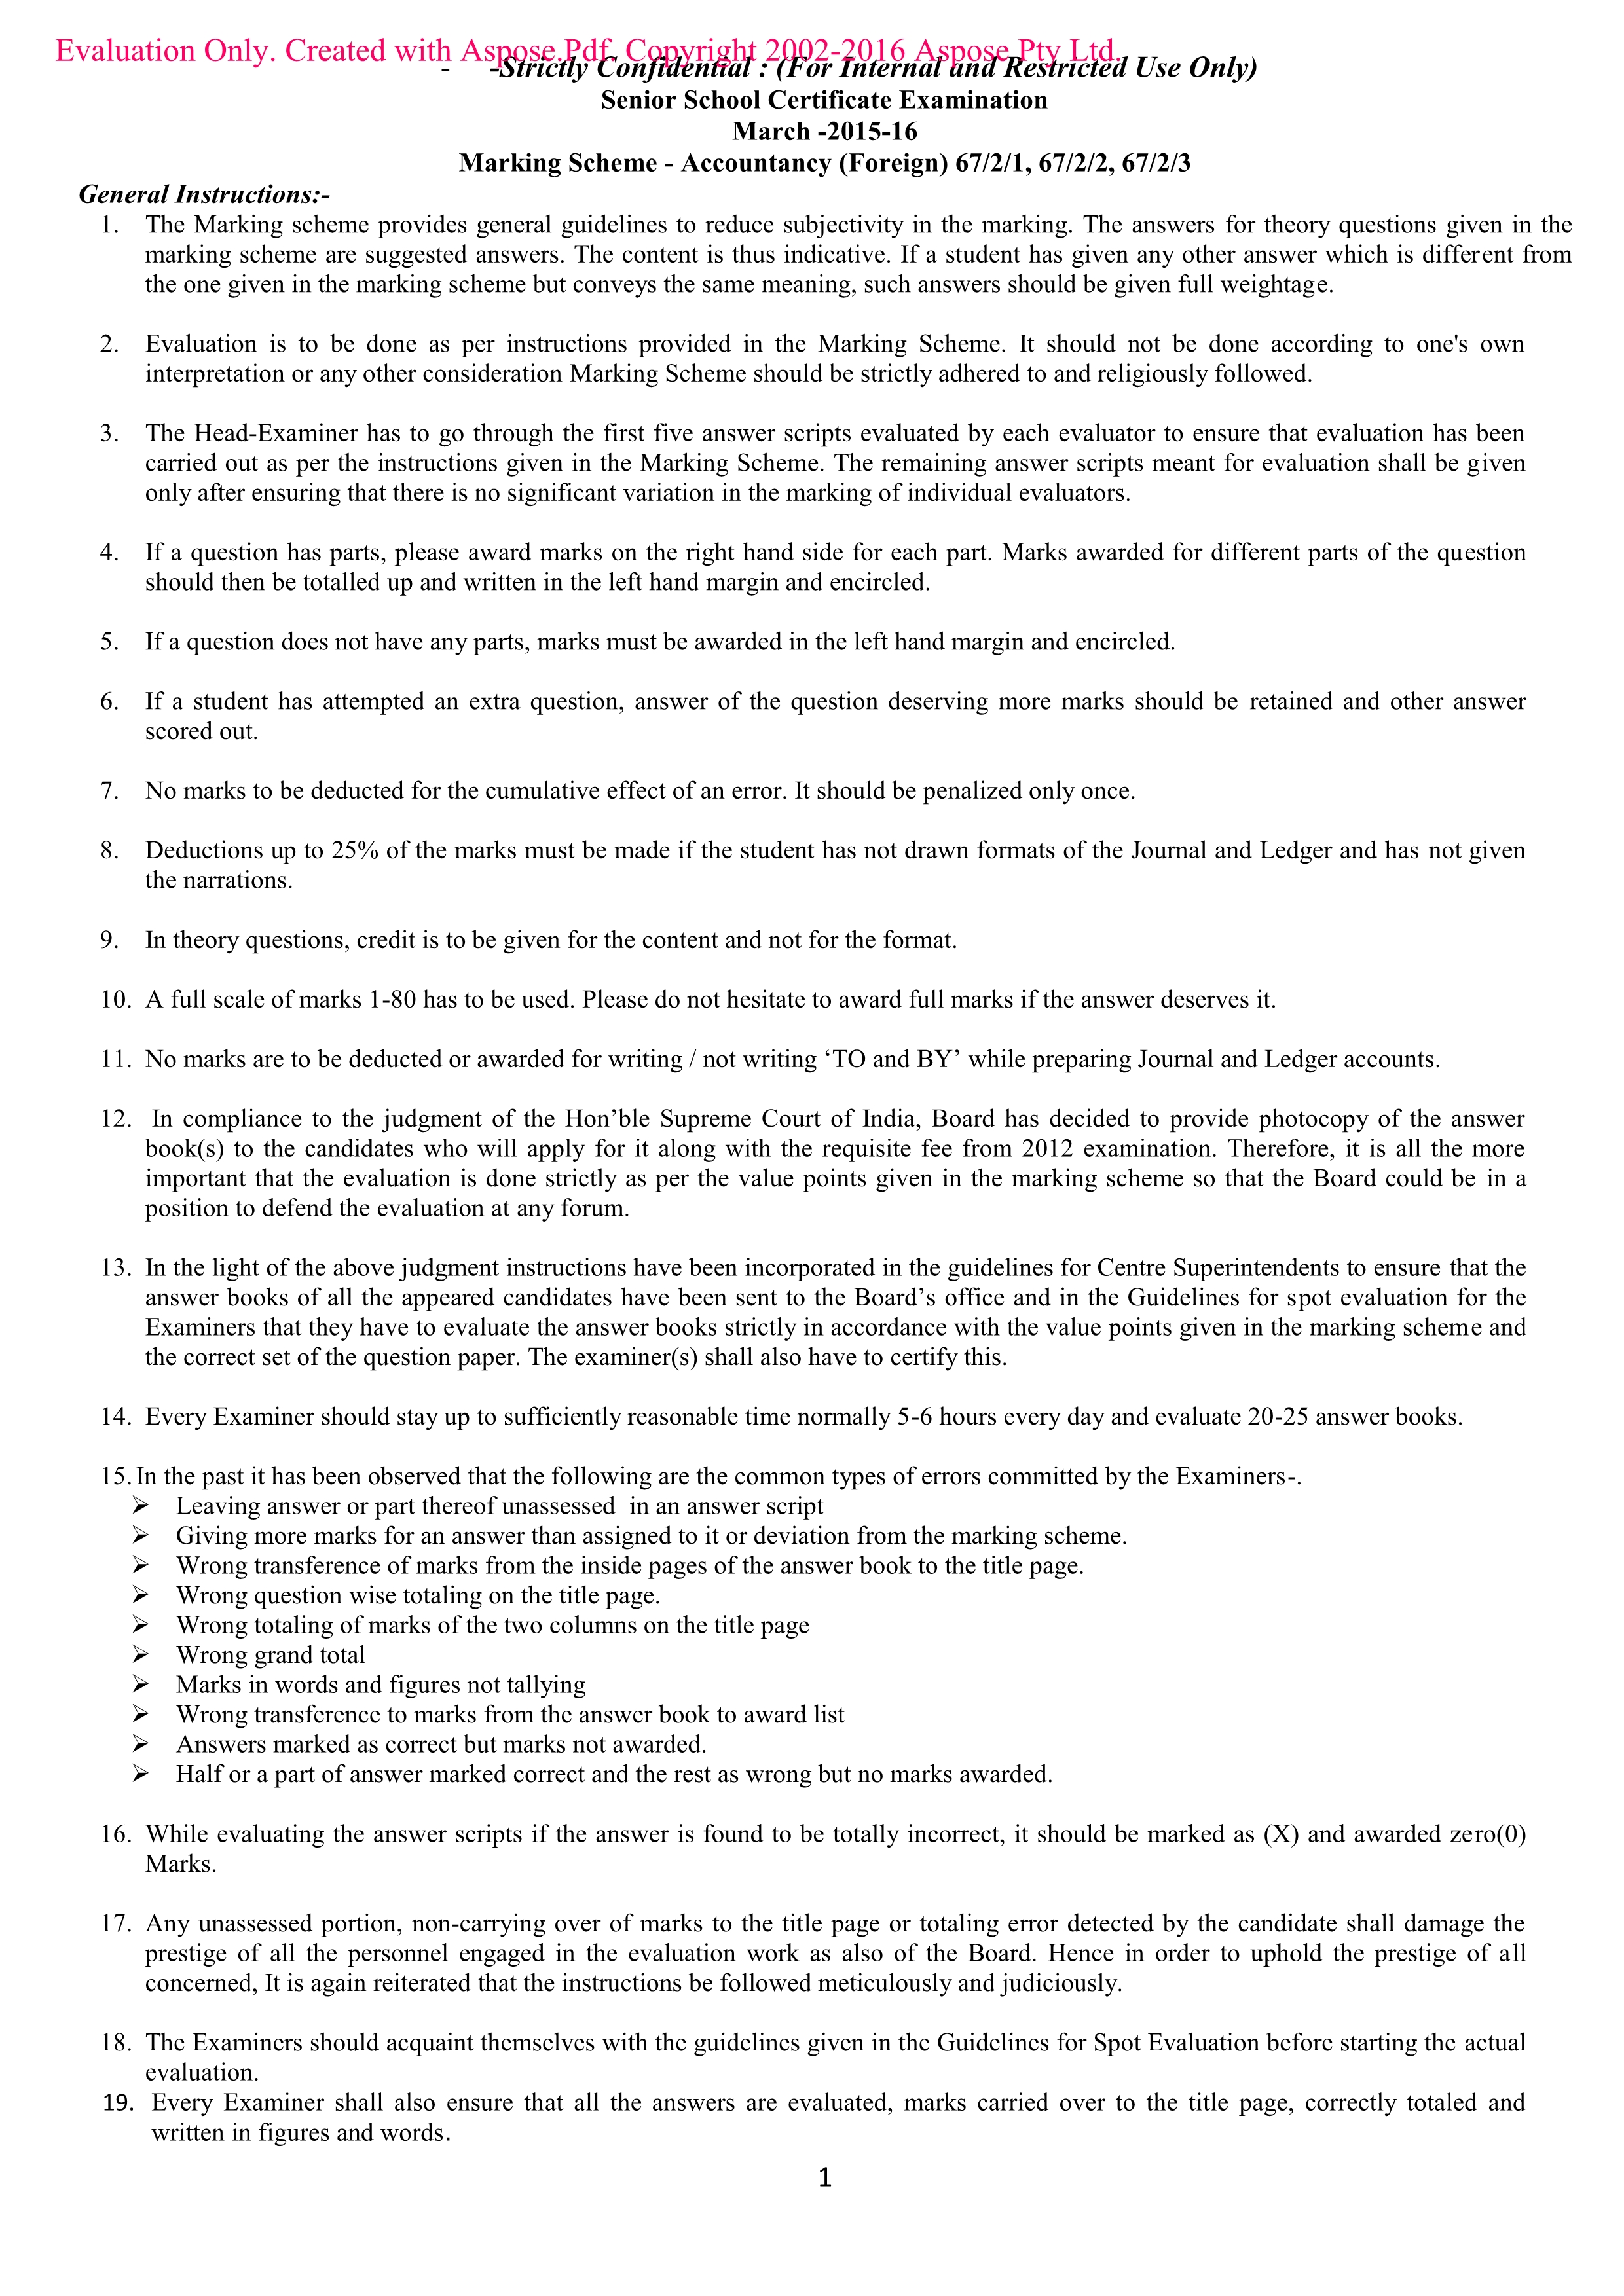 Evaluation Only. Created with Aspose.Pdf. Copyright 2002-2016 Aspose Pty Ltd.
- -Strictly Confidential : (For Internal and Restricted Use Only)
Senior School Certificate Examination
March -2015-16
Marking Scheme - Accountancy (Foreign) 67/2/1, 67/2/2, 67/2/3
General Instructions:-
1. The Marking scheme provides general guidelines to reduce subjectivity in the marking. The answers for theory questions given in the
marking scheme are suggested answers. The content is thus indicative. If a student has given any other answer which is different from
the one given in the marking scheme but conveys the same meaning, such answers should be given full weightage.
2. Evaluation is to be done as per instructions provided in the Marking Scheme. It should not be done according to one's own
interpretation or any other consideration Marking Scheme should be strictly adhered to and religiously followed.
3. The Head-Examiner has to go through the first five answer scripts evaluated by each evaluator to ensure that evaluation has been
carried out as per the instructions given in the Marking Scheme. The remaining answer scripts meant for evaluation shall be given
only after ensuring that there is no significant variation in the marking of individual evaluators.
4. If a question has parts, please award marks on the right hand side for each part. Marks awarded for different parts of the question
should then be totalled up and written in the left hand margin and encircled.
5. If a question does not have any parts, marks must be awarded in the left hand margin and encircled.
6. If a student has attempted an extra question, answer of the question deserving more marks should be retained and other answer
scored out.
7. No marks to be deducted for the cumulative effect of an error. It should be penalized only once.
8. Deductions up to 25% of the marks must be made if the student has not drawn formats of the Journal and Ledger and has not given
the narrations.
9. In theory questions, credit is to be given for the content and not for the format.
10. A full scale of marks 1-80 has to be used. Please do not hesitate to award full marks if the answer deserves it.
11. No marks are to be deducted or awarded for writing / not writing ‘TO and BY’ while preparing Journal and Ledger accounts.
12. In compliance to the judgment of the Hon’ble Supreme Court of India, Board has decided to provide photocopy of the answer
book(s) to the candidates who will apply for it along with the requisite fee from 2012 examination. Therefore, it is all the more
important that the evaluation is done strictly as per the value points given in the marking scheme so that the Board could be in a
position to defend the evaluation at any forum.
13. In the light of the above judgment instructions have been incorporated in the guidelines for Centre Superintendents to ensure that the
answer books of all the appeared candidates have been sent to the Board’s office and in the Guidelines for spot evaluation for the
Examiners that they have to evaluate the answer books strictly in accordance with the value points given in the marking scheme and
the correct set of the question paper. The examiner(s) shall also have to certify this.
14. Every Examiner should stay up to sufficiently reasonable time normally 5-6 hours every day and evaluate 20-25 answer books.
15. In the past it has been observed that the following are the common types of errors committed by the Examiners-.
➢ Leaving answer or part thereof unassessed in an answer script
➢ Giving more marks for an answer than assigned to it or deviation from the marking scheme.
➢ Wrong transference of marks from the inside pages of the answer book to the title page.
➢ Wrong question wise totaling on the title page.
➢ Wrong totaling of marks of the two columns on the title page
➢ Wrong grand total
➢ Marks in words and figures not tallying
➢ Wrong transference to marks from the answer book to award list
➢ Answers marked as correct but marks not awarded.
➢ Half or a part of answer marked correct and the rest as wrong but no marks awarded.
16. While evaluating the answer scripts if the answer is found to be totally incorrect, it should be marked as (X) and awarded zero(0)
Marks.
17. Any unassessed portion, non-carrying over of marks to the title page or totaling error detected by the candidate shall damage the
prestige of all the personnel engaged in the evaluation work as also of the Board. Hence in order to uphold the prestige of all
concerned, It is again reiterated that the instructions be followed meticulously and judiciously.
18. The Examiners should acquaint themselves with the guidelines given in the Guidelines for Spot Evaluation before starting the actual
evaluation.
19. Every Examiner shall also ensure that all the answers are evaluated, marks carried over to the title page, correctly totaled and
written in figures and words.
1